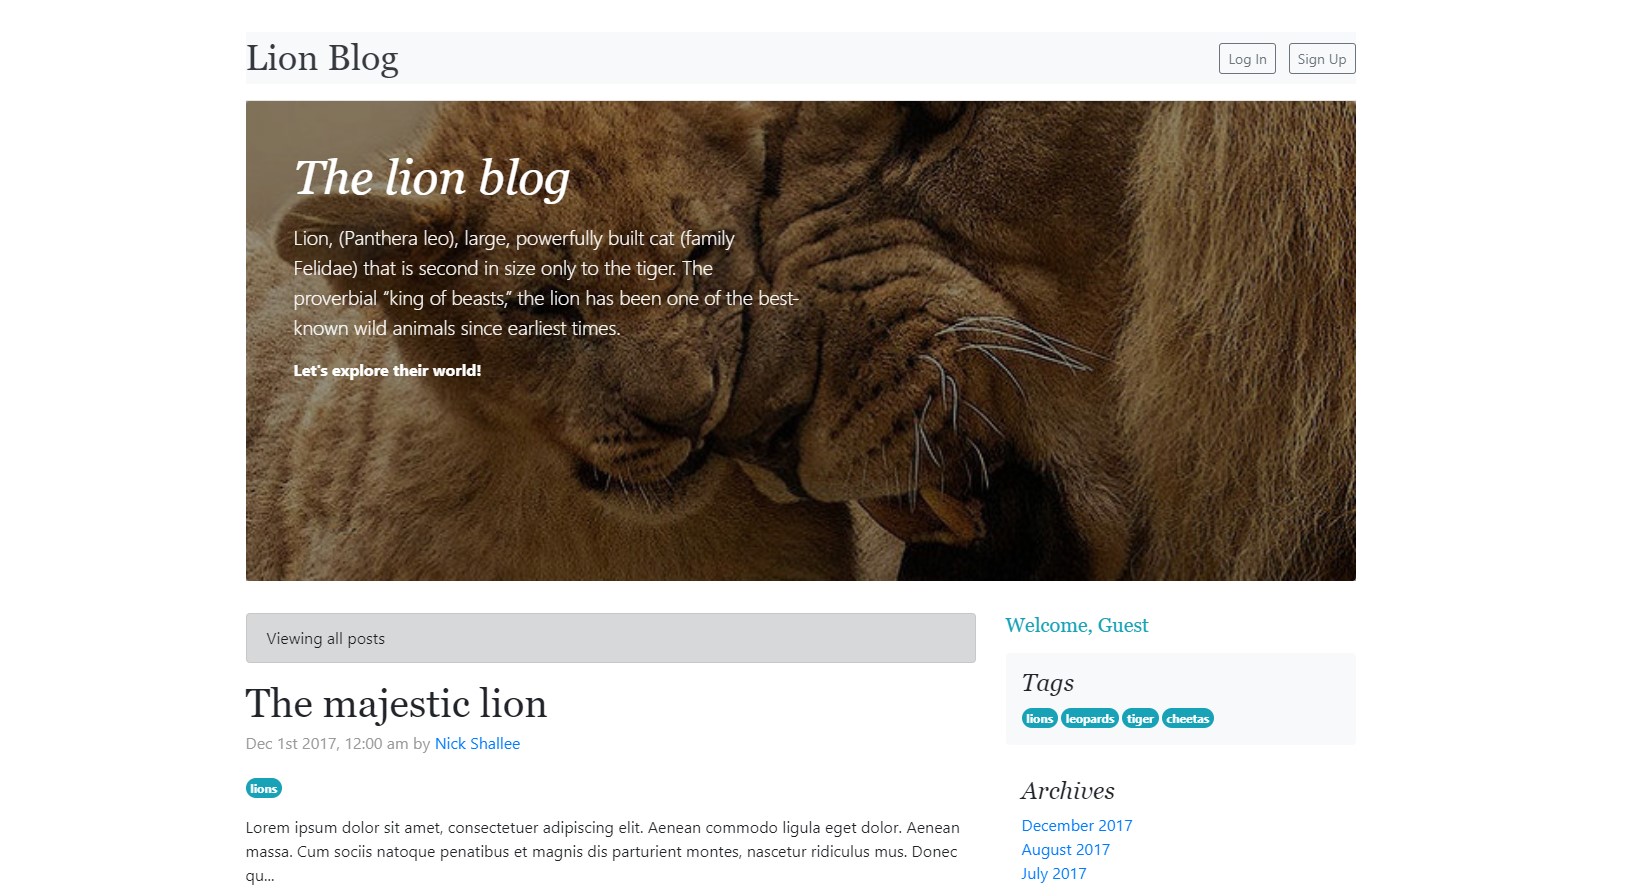 Lion Blog
Log In
Sign Up
The lion blog
Lion, (Panthera leo), large, powerfully built cat (family
Felidae) that is second in size only to the tiger. The
proverbial “king of beasts,” the lion has been one of the best-
known wild animals since earliest times.
Let's explore their world!
Viewing all posts
The majestic lion
Dec 1st 2017, 12:00 am by Nick Shallee
lions
Lorem ipsum dolor sit amet, consectetuer adipiscing elit. Aenean commodo ligula eget dolor. Aenean
massa. Cum sociis natoque penatibus et magnis dis parturient montes, nascetur ridiculus mus. Donec
qu...
Welcome, Guest
Tags
lions leopards tiger cheetas
Archives
December 2017
August 2017
July 2017